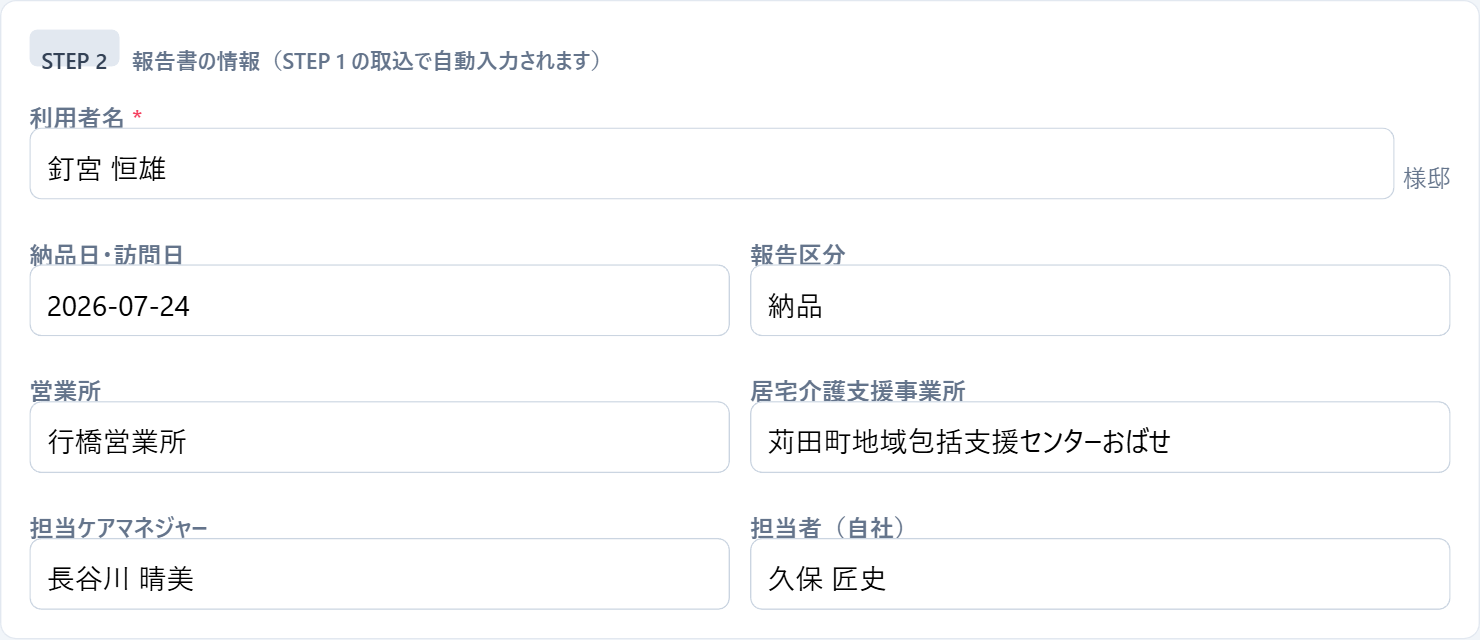 STEP 2 報告書の情報（STEP 1 の取込で自動入力されます）
利用者名 *
釘宮 恒雄
様邸
納品日・訪問日
報告区分
2026-07-24
納品
営業所
居宅介護支援事業所
行橋営業所
苅田町地域包括支援センターおばせ
担当ケアマネジャー
担当者（自社）
長谷川 晴美
久保 匠史